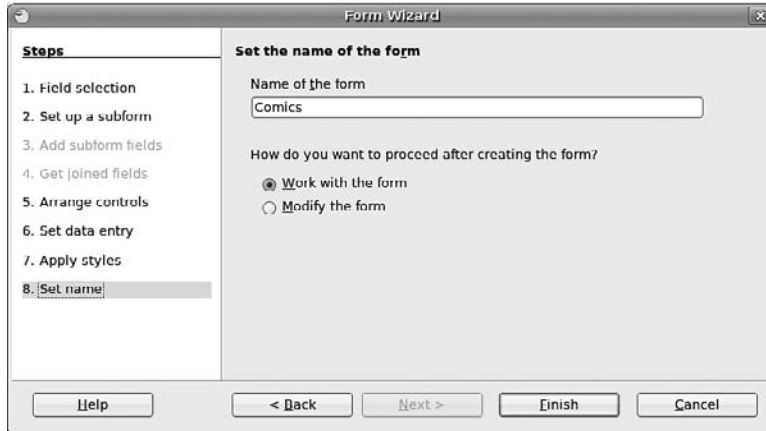 Form Wizard
Steps
1. Field selection
2. Set up a subform
3. Add subform fields
4. Get joined fields
5. Arrange controls
6. Set data entry
7. Apply styles
8. Set name
Set the name of the form
Name of the form
Comics
How do you want to proceed after creating the form?
Work with the form
Modify the form
Help
< Back
Next >
Finish
Cancel